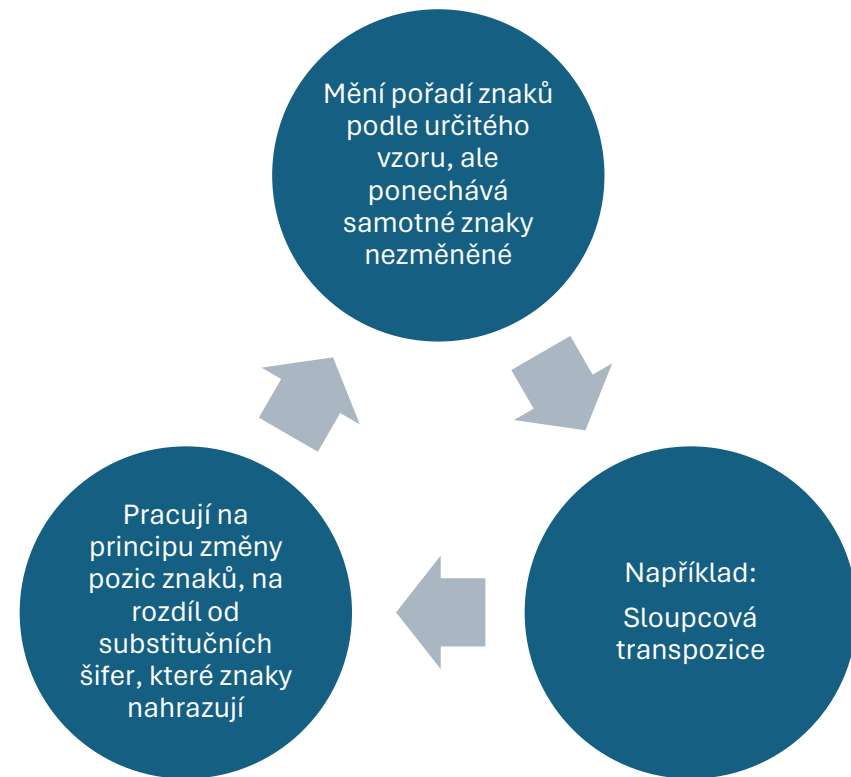 Mění pořadí znaků
podle určitého
vzoru, ale
ponechává
samotné znaky
nezměněné
Například:
Sloupcová
transpozice
Pracují na
principu změny
pozic znaků, na
rozdíl od
substitučních
šifer, které znaky
nahrazují